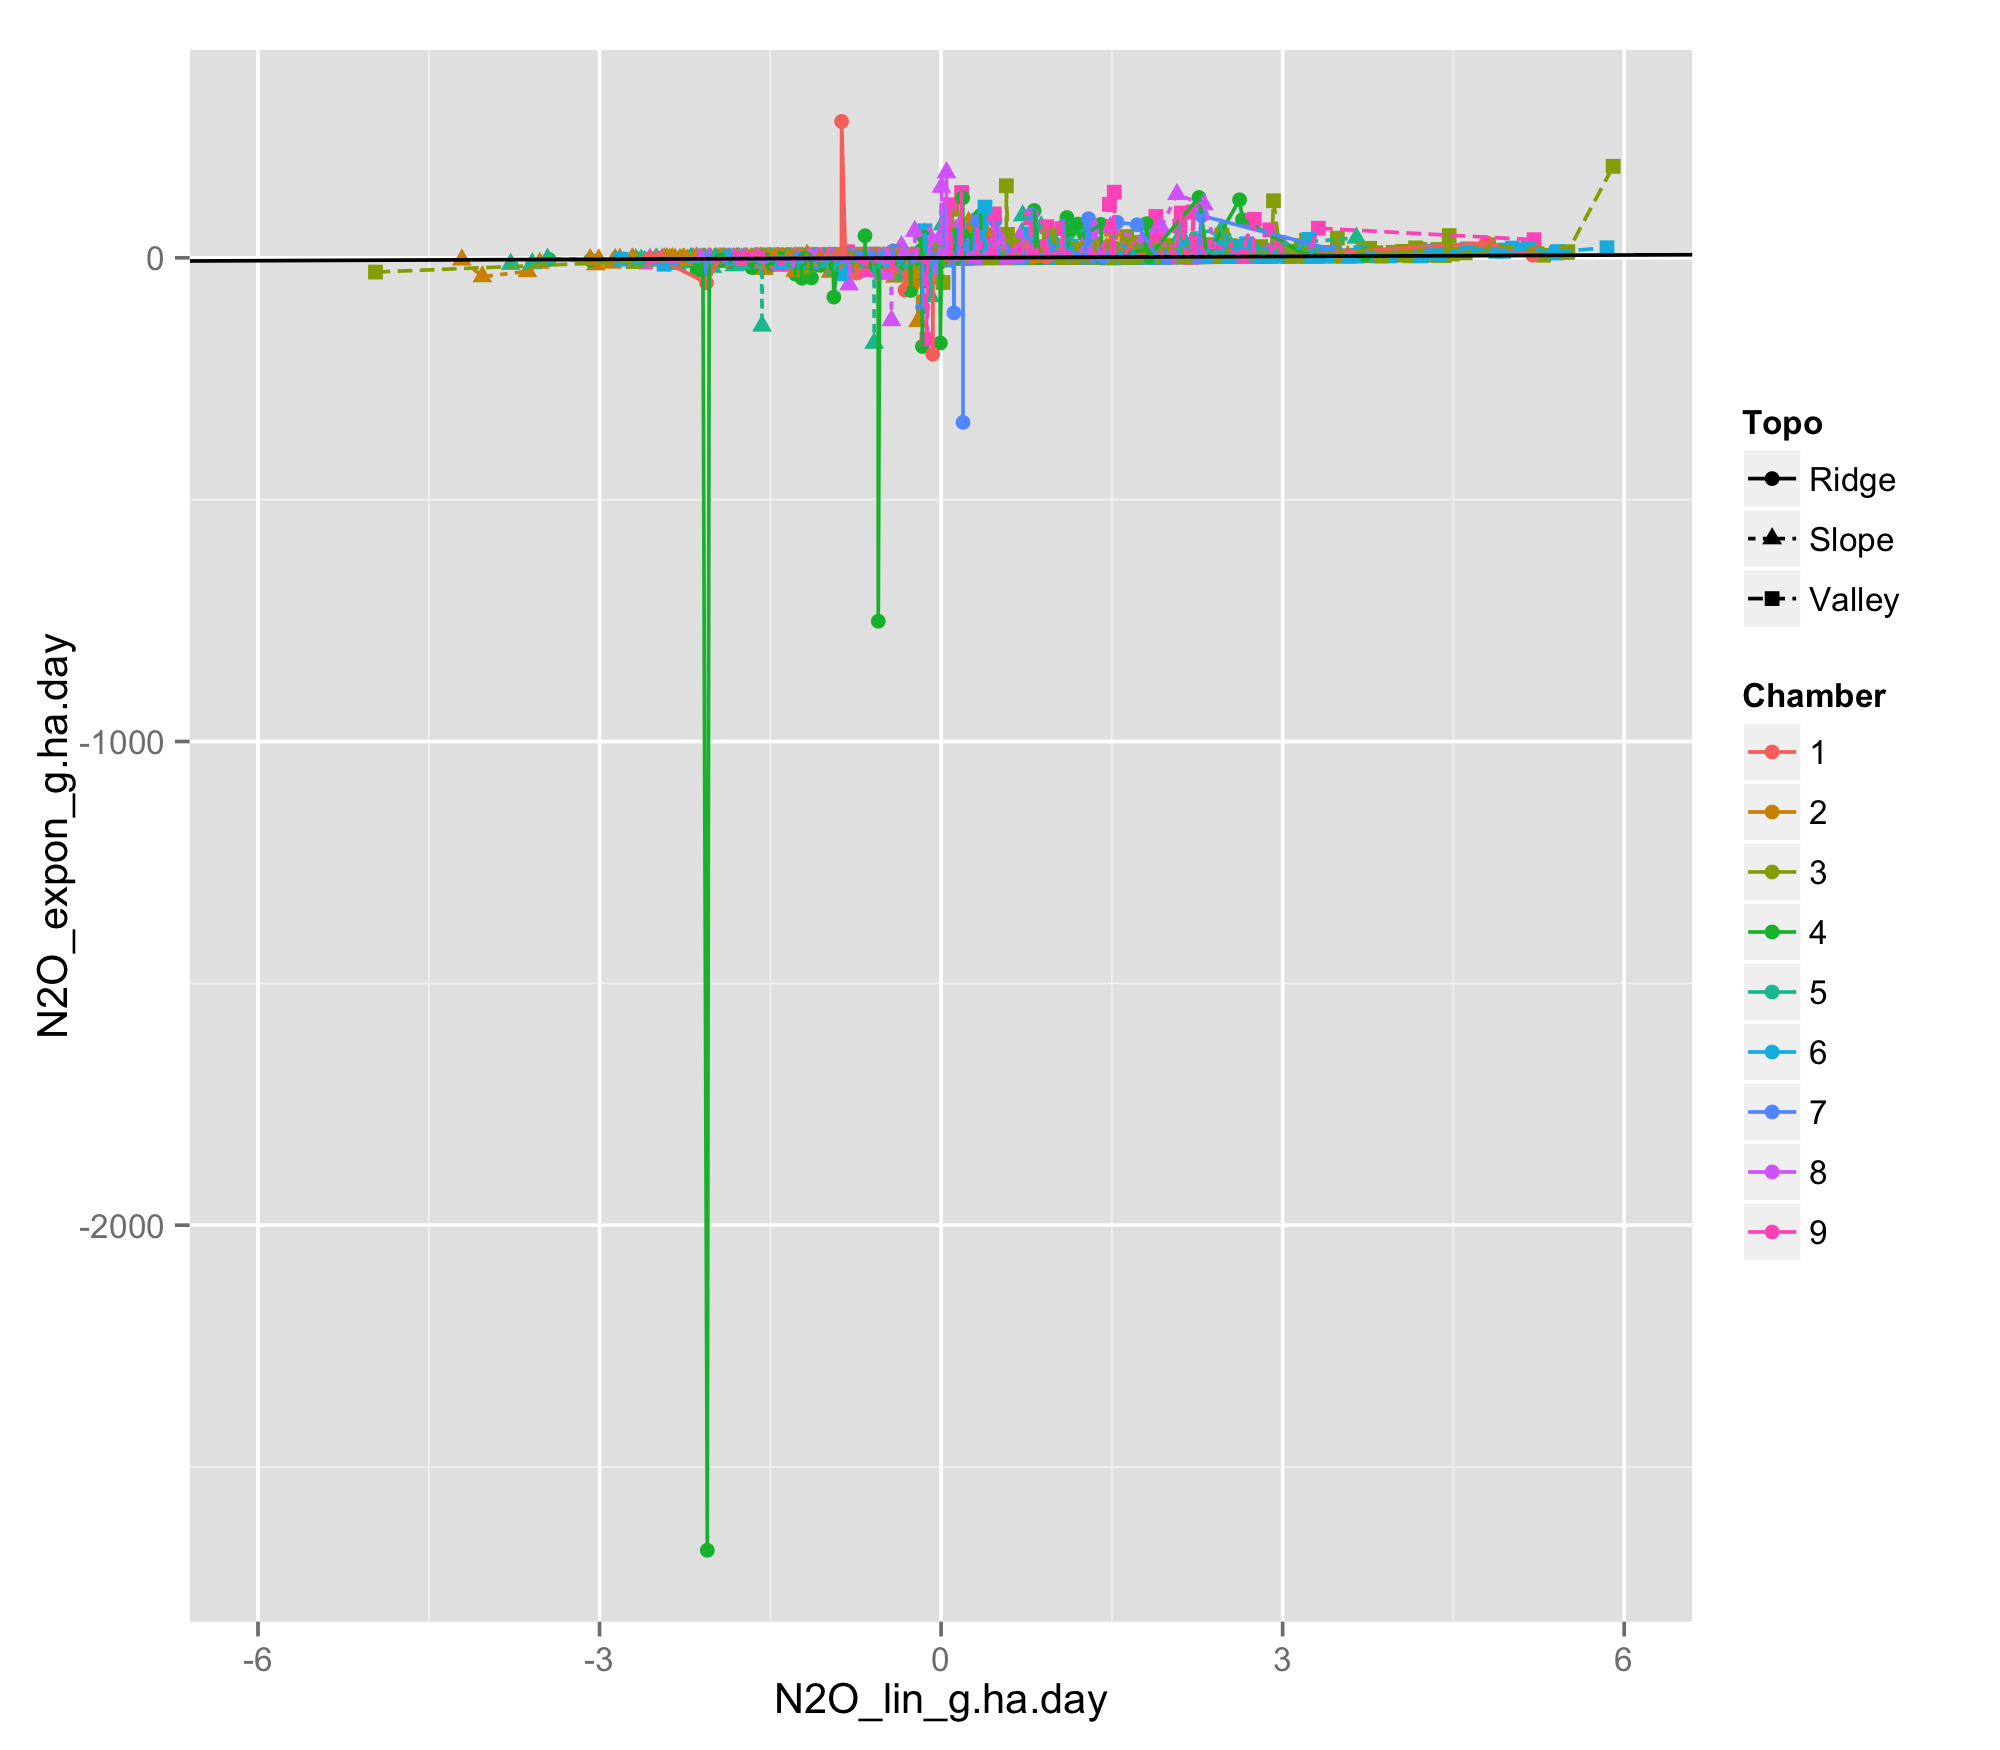 0
-1000
-2000
N2O_expon_g.ha.day
-6
-3
0
3
6
N2O_lin_g.ha.day
Topo
Ridge
Slope
Valley
Chamber
1
2
3
4
5
6
7
8
9